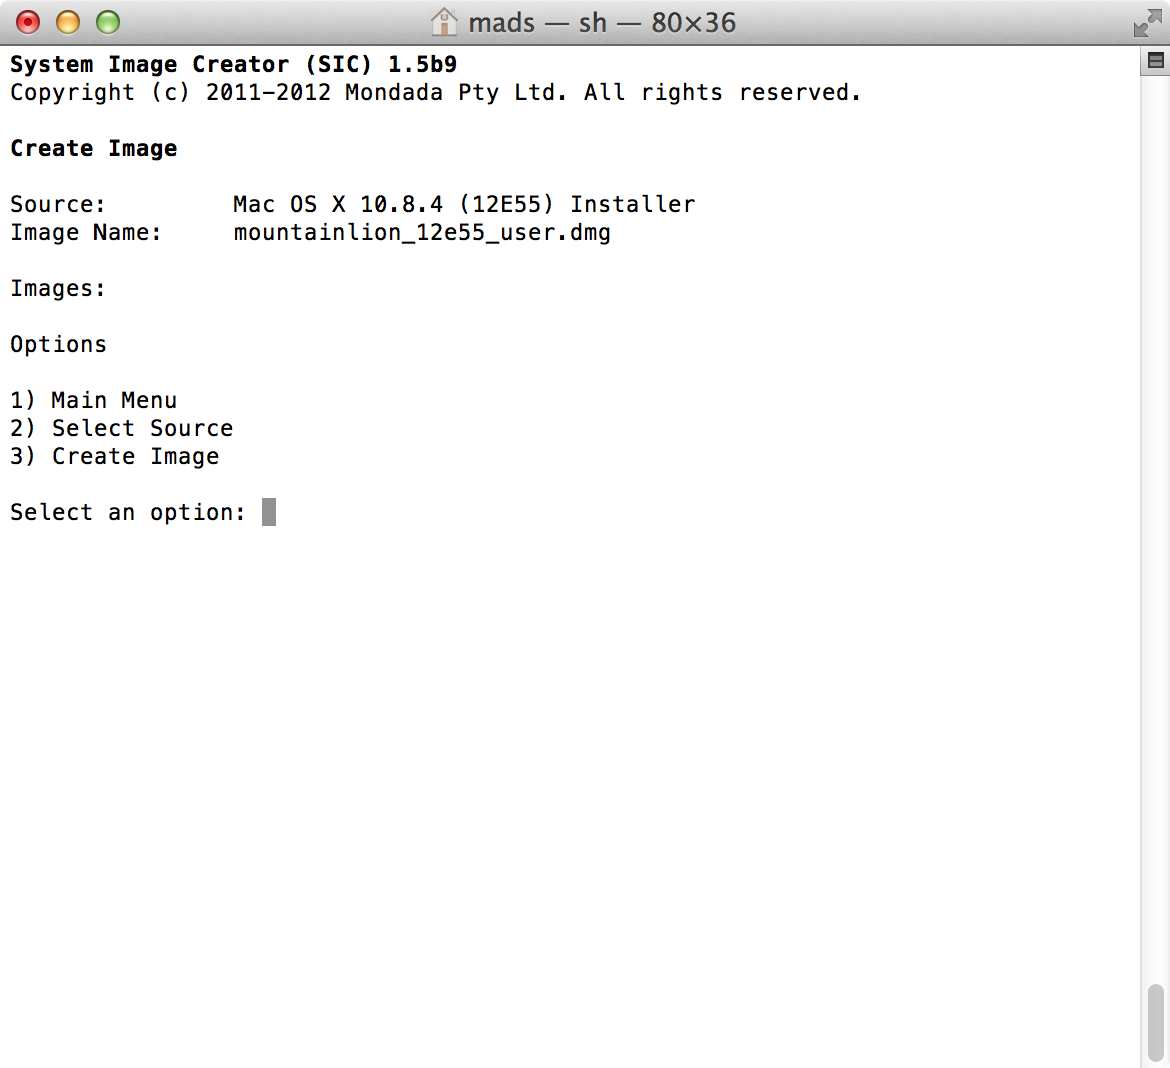 mads — sh — 80×36
System Image Creator (SIC) 1.5b9
Copyright (c) 2011-2012 Mondada Pty Ltd. All rights reserved.
Create Image
Source: Mac OS X 10.8.4 (12E55) Installer
Image Name: mountainlion_12e55_user.dmg
Images:
Options
1) Main Menu
2) Select Source
3) Create Image
Select an option: